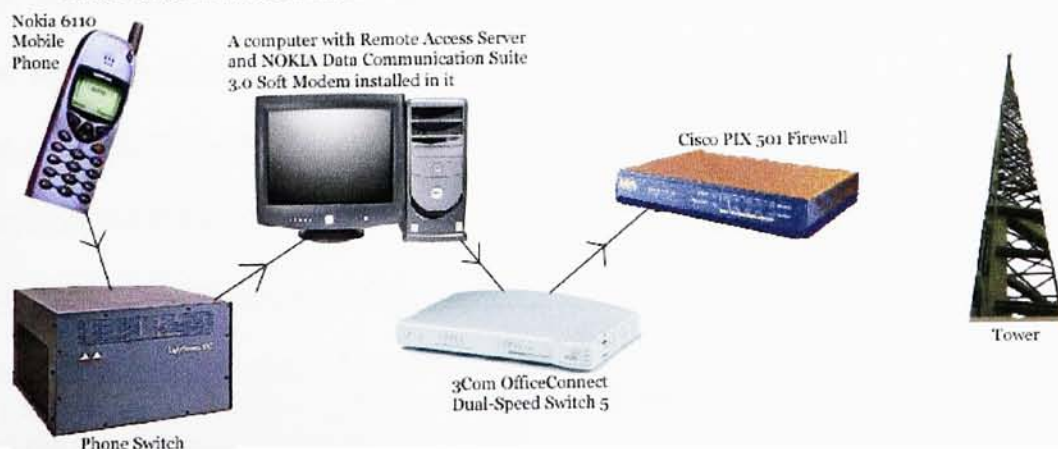 Nokia 6110
Mobile
Phone
A computer with Remote Access Server
and NOKIA Data Communication Suite
3.0 Soft Modem installed in it
Cisco PIX 501 Firewall
Tower
3Com OfficeConnect
Dual-Speed Switch 5
Phone Switch